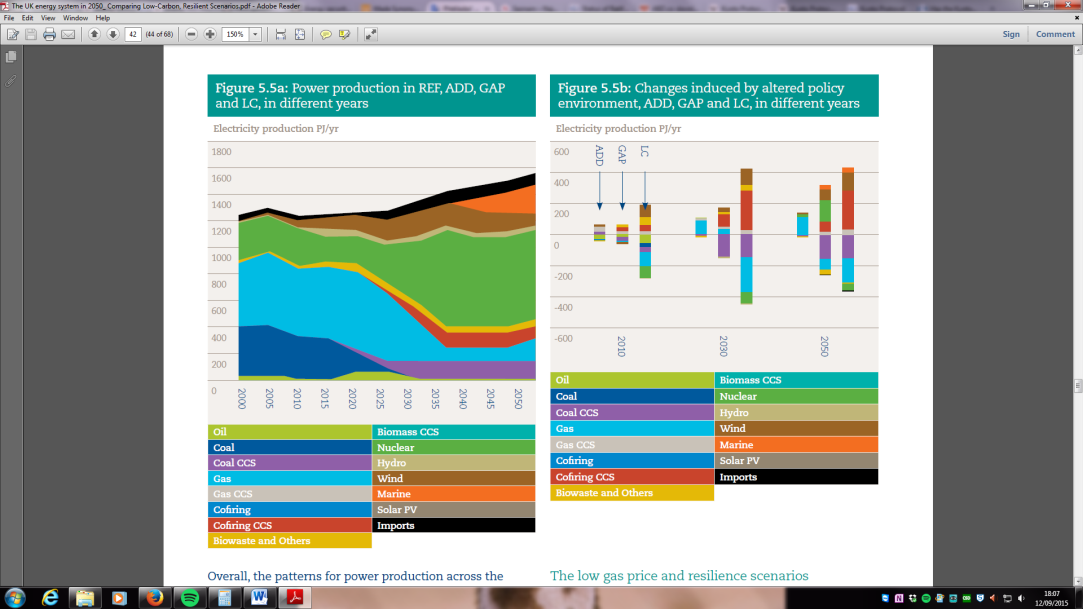 The UK energy system in 2050_ Comparing Low-Carbon, Resilient Scenarios.pdf - Adobe Reader
File Edit View Window Help
42 (44 of 68) 150% Sign Comment
Figure 5.5a: Power production in REF, ADD, GAP
and LC, in different years
Electricity production PJ/yr
1800
1600
1400
1200
1000
800
600
400
200
0
2000 2005 2010 2015 2020 2025 2030 2035 2040 2045 2050
Oil Biomass CCS
Coal Nuclear
Coal CCS Hydro
Gas Wind
Gas CCS Marine
Cofiring Solar PV
Cofiring CCS Imports
Biowaste and Others
Figure 5.5b: Changes induced by altered policy
environment, ADD, GAP and LC, in different years
Electricity production PJ/yr
600
400
200
0
-200
-400
-600
ADD GAP LC
2010 2030 2050
Oil Biomass CCS
Coal Nuclear
Coal CCS Hydro
Gas Wind
Gas CCS Marine
Cofiring Solar PV
Cofiring CCS Imports
Biowaste and Others
Overall, the patterns for power production across the
The low gas price and resilience scenarios
18:07
12/09/2015